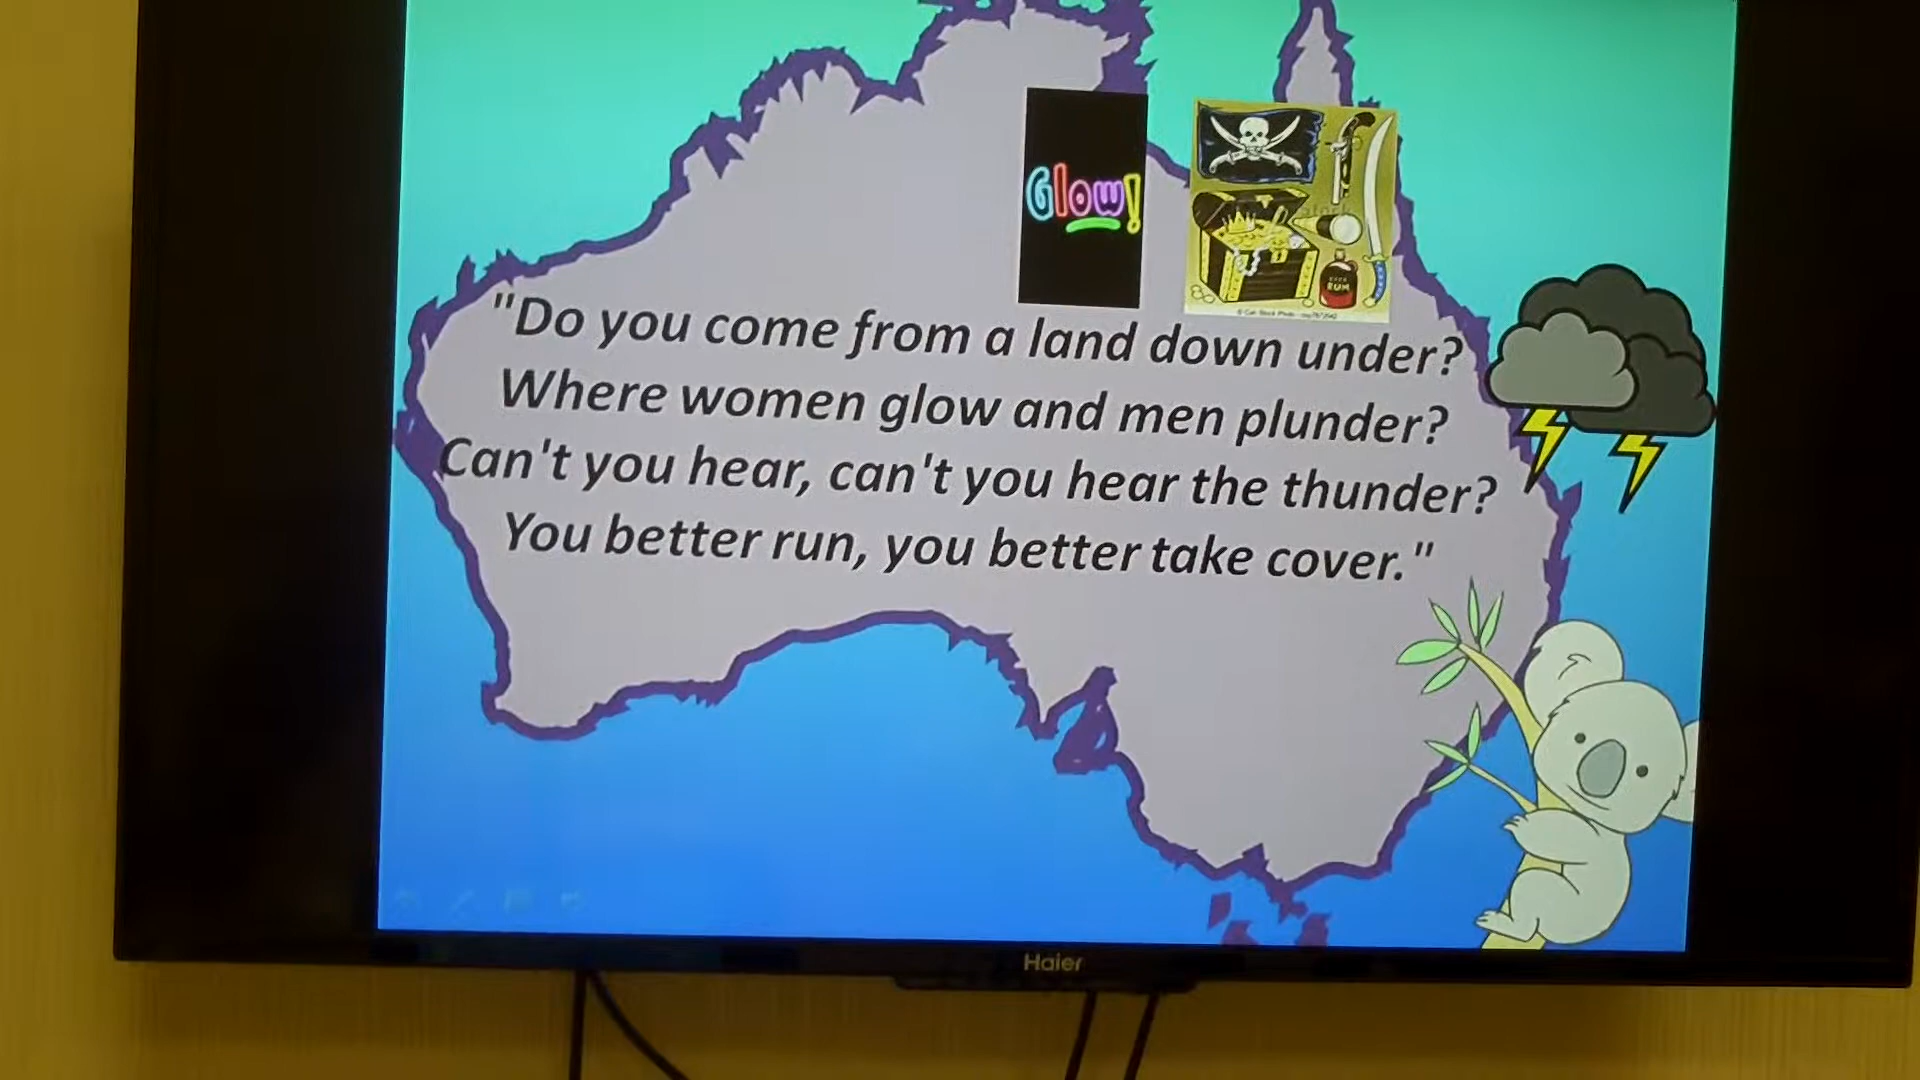 Glow!
RUM
"Do you come from a land down under?
Where women glow and men plunder?
Can't you hear, can't you hear the thunder?
You better run, you better take cover."
Haier